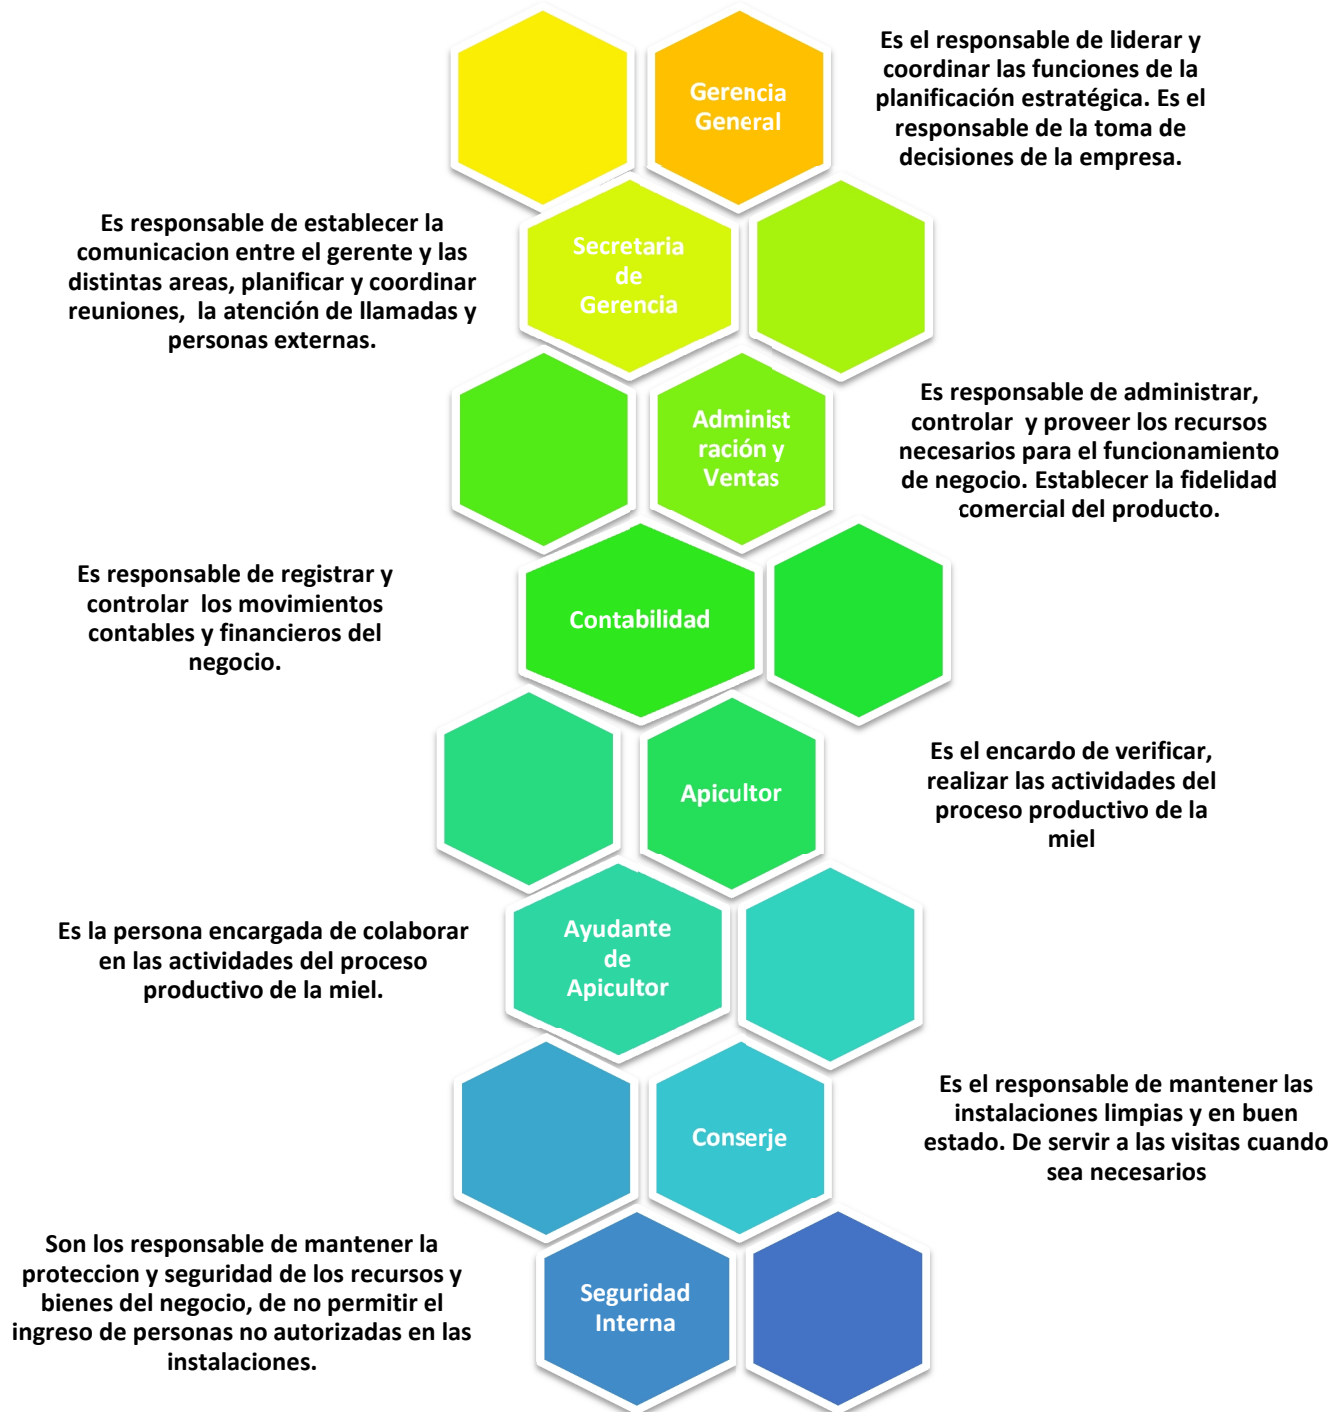 Gerencia
General
Es el responsable de liderar y
coordinar las funciones de la
planificación estratégica. Es el
responsable de la toma de
decisiones de la empresa.
Es responsable de establecer la
comunicacion entre el gerente y las
distintas areas, planificar y coordinar
reuniones,  la atención de llamadas y
personas externas.
Secretaria
de
Gerencia
Administ
ración y
Ventas
Es responsable de administrar,
controlar  y proveer los recursos
necesarios para el funcionamiento
de negocio. Establecer la fidelidad
comercial del producto.
Es responsable de registrar y
controlar  los movimientos
contables y financieros del
negocio.
Contabilidad
Apicultor
Es el encardo de verificar,
realizar las actividades del
proceso productivo de la
miel
Es la persona encargada de colaborar
en las actividades del proceso
productivo de la miel.
Ayudante
de
Apicultor
Conserje
Es el responsable de mantener las
instalaciones limpias y en buen
estado. De servir a las visitas cuando
sea necesarios
Son los responsable de mantener la
proteccion y seguridad de los recursos y
bienes del negocio, de no permitir el
ingreso de personas no autorizadas en las
instalaciones.
Seguridad
Interna